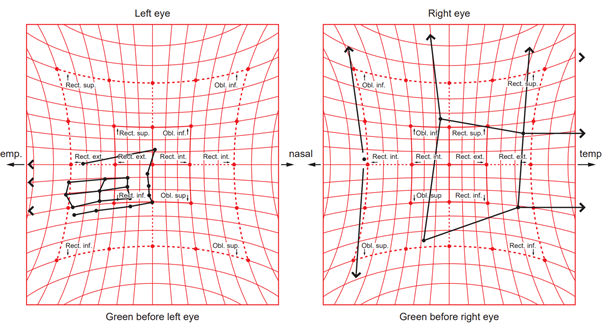 Left eye
Right eye
Rect. sup.
Obl. inf.
Obl. inf.
Rect. sup.
Rect. sup.
Obl. inf.
Obl. inf
Rect. sup.
emp.
Rect. ext.
Rect. ext.
Rect. int.
Rect. int.
nasal
Rect. int.
Rect. int.
Rect. ext.
Rect. ext.
temp
Rect. inf.
Obl. sup
Obl. sup
Rect. inf.
Rect. inf.
Obl. sup.
Obl. sup.
Rect. inf.
Green before left eye
Green before right eye